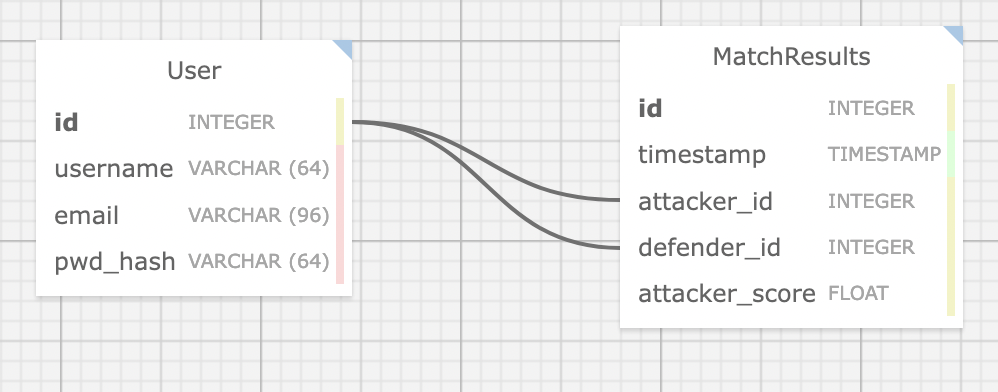 User
id INTEGER
username VARCHAR (64)
email VARCHAR (96)
pwd_hash VARCHAR (64)
MatchResults
id INTEGER
timestamp TIMESTAMP
attacker_id INTEGER
defender_id INTEGER
attacker_score FLOAT